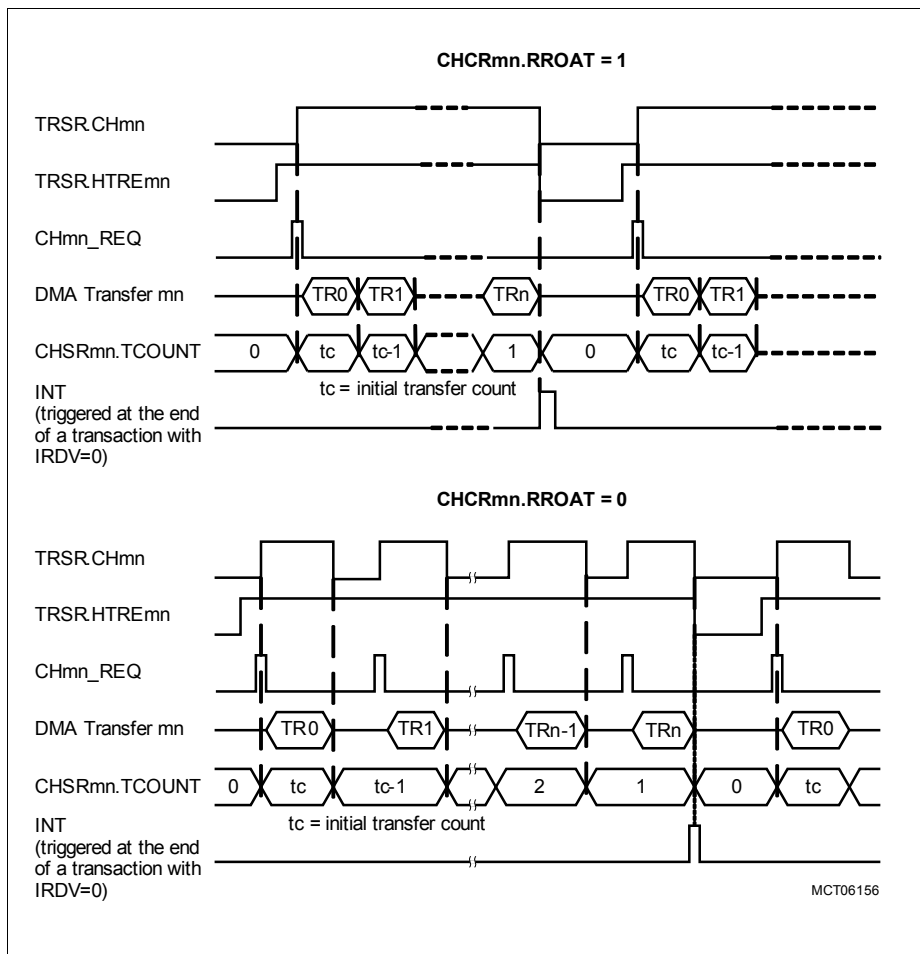 CHCRmn.RROAT = 1
TRSR.CHmn
TRSR.HTREmn
CHmn_REQ
DMA Transfer mn TR0 TR1 TRn TR0 TR1
CHSRmn.TCOUNT 0 tc tc-1 1 0 tc tc-1
tc = initial transfer count
INT
(triggered at the end
of a transaction with
IRDV=0)
CHCRmn.RROAT = 0
TRSR.CHmn
TRSR.HTREmn
CHmn_REQ
DMA Transfer mn TR0 TR1 TRn-1 TRn TR0
CHSRmn.TCOUNT 0 tc tc-1 2 1 0 tc
tc = initial transfer count
INT
(triggered at the end
of a transaction with
IRDV=0)
MCT06156